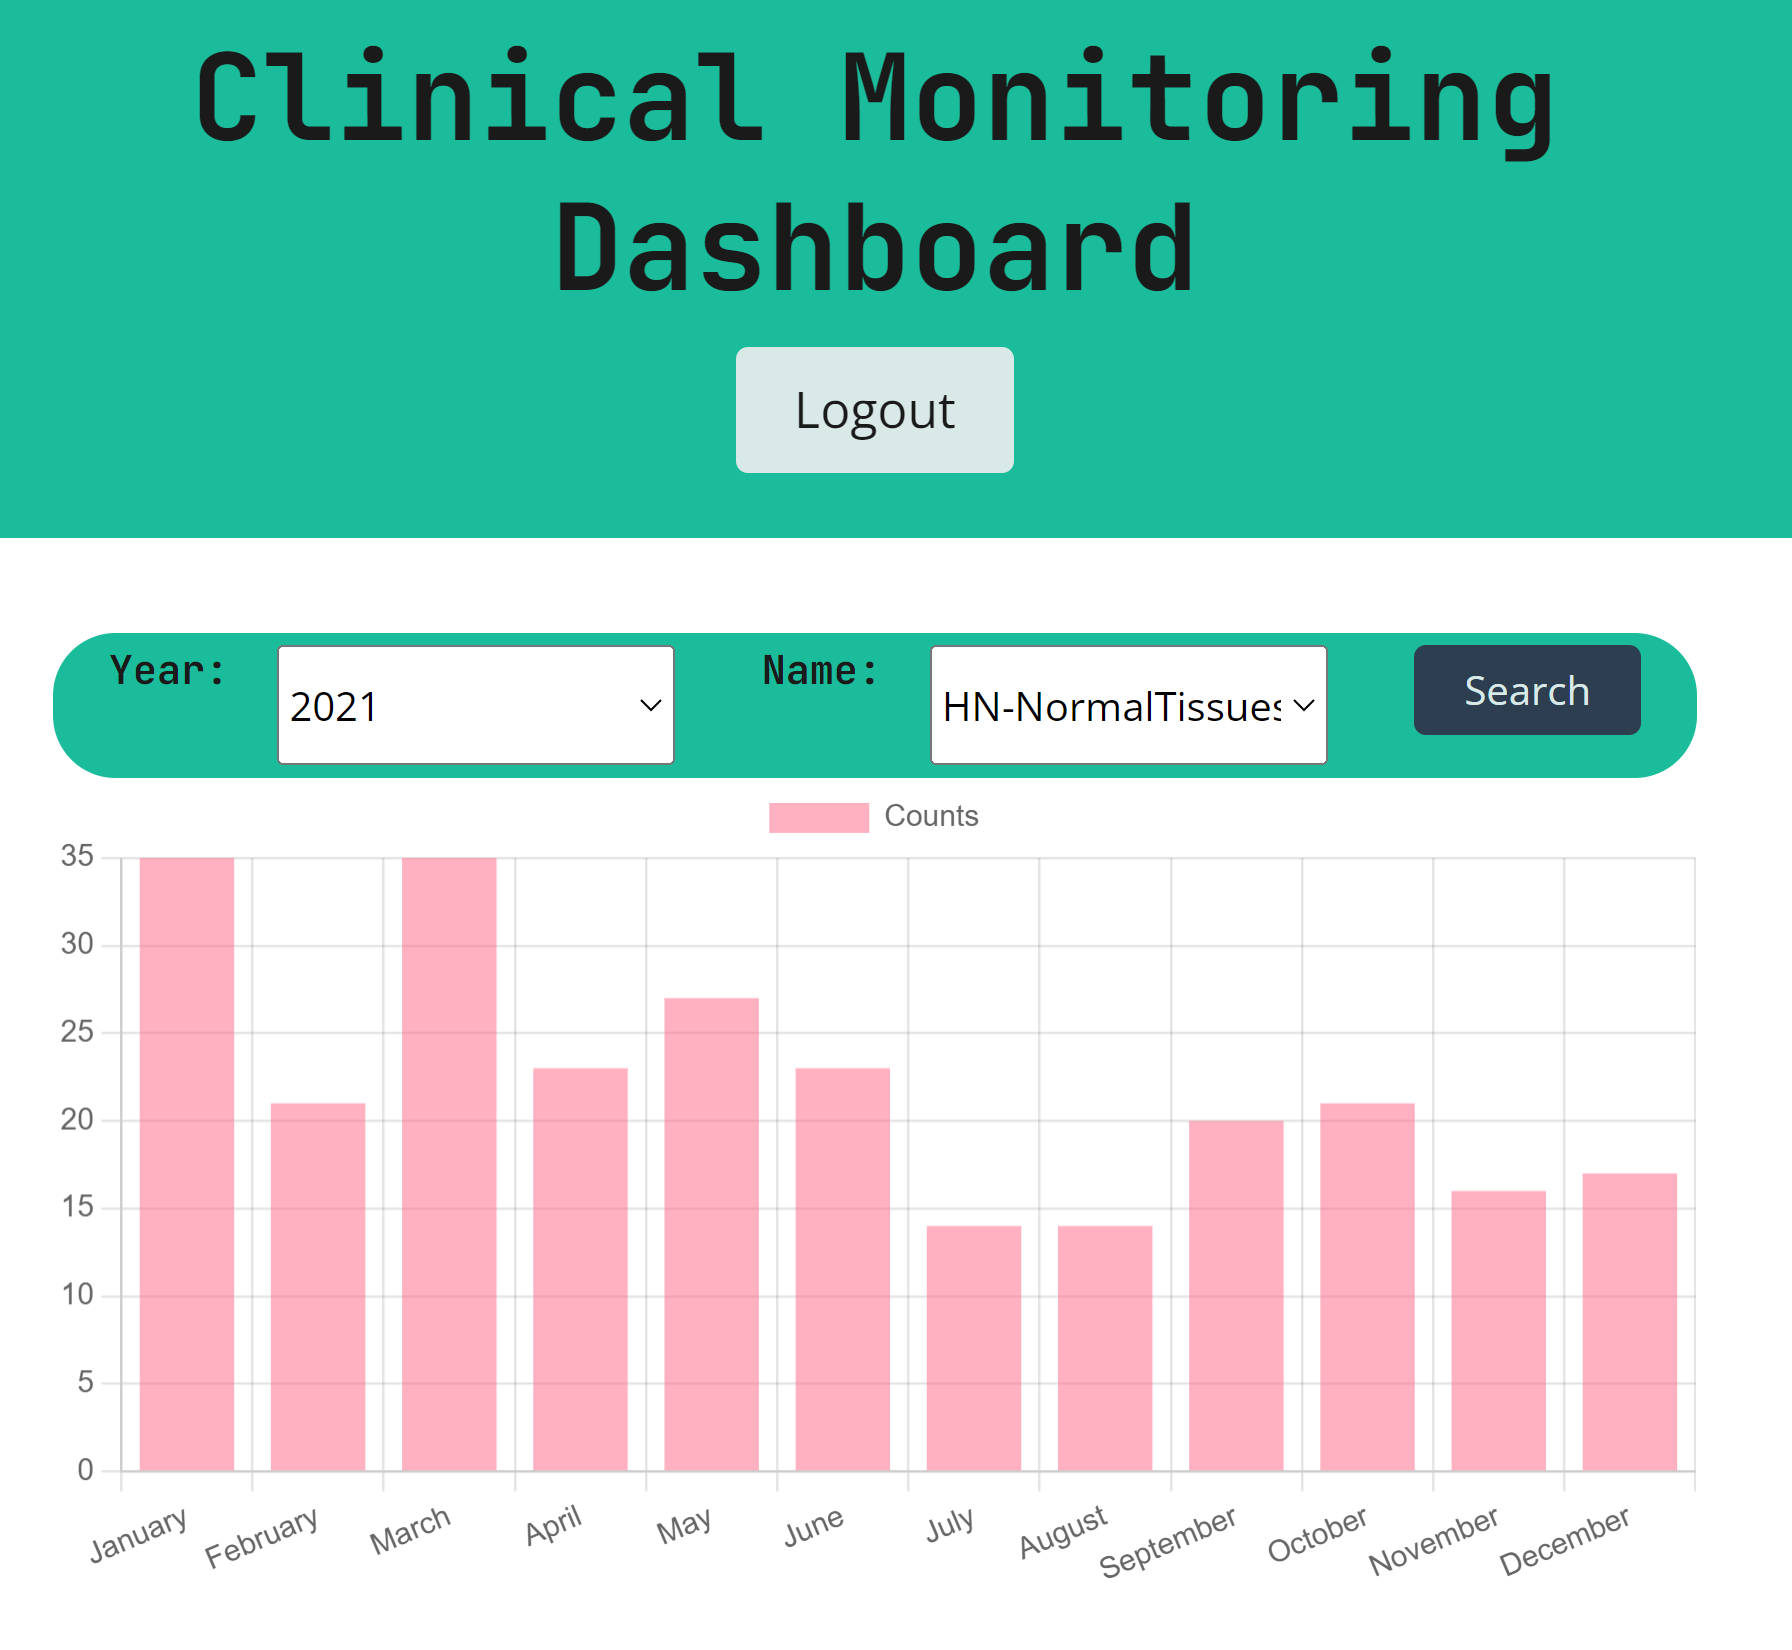 Clinical Monitoring
Dashboard
Logout
Year: 2021 Name: HN-NormalTissues Search
Counts
35
30
25
20
15
10
5
0
January February March April May June July August September October November December